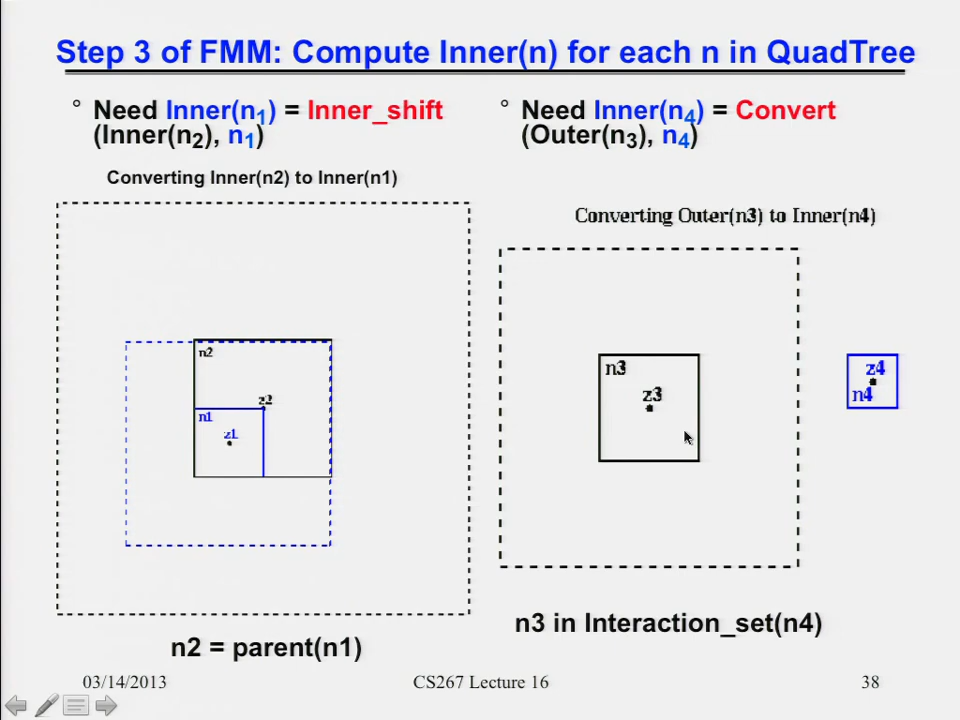 Step 3 of FMM: Compute Inner(n) for each n in QuadTree
° Need Inner(n1) = Inner_shift
(Inner(n2), n1)
° Need Inner(n4) = Convert
(Outer(n3), n4)
Converting Inner(n2) to Inner(n1)
n2
z2
n1
z1
n2 = parent(n1)
Converting Outer(n3) to Inner(n4)
n3
z3
z4
n4
n3 in Interaction_set(n4)
03/14/2013
CS267 Lecture 16
38